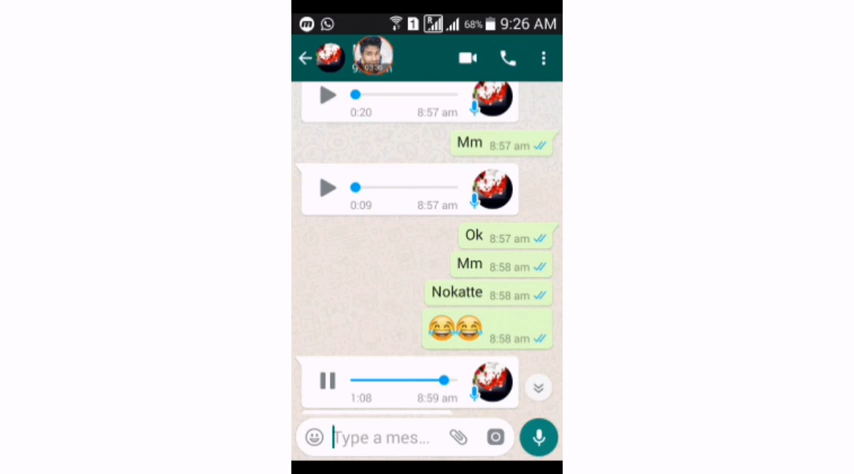 1 R 68% 9:26 AM
0:20 8:57 am
Mm 8:57 am
0:09 8:57 am
Ok 8:57 am
Mm 8:58 am
Nokatte 8:58 am
😂😂 8:58 am
1:08 8:59 am
Type a mes...